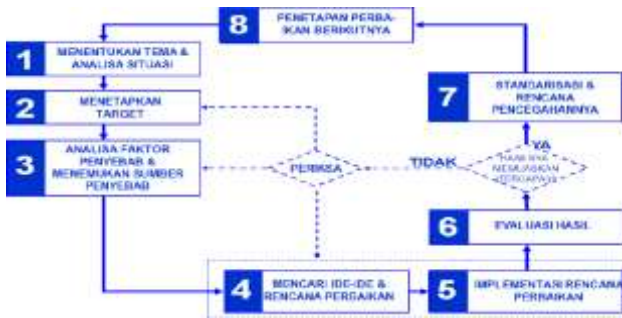 8
PENETAPAN PERBA-
IKAN BERIKUTNYA
1
MENENTUKAN TEMA &
ANALISA SITUASI
2
MENETAPKAN
TARGET
3
ANALISA FAKTOR
PENYEBAB &
MENEMUKAN SUMBER
PENYEBAB
PERIKSA
TIDAK
YA
7
STANDARISASI &
RENCANA
PENCEGAHANNYA
6
EVALUASI HASIL
4
MENCARI IDE-IDE &
RENCANA PERBAIKAN
5
IMPLEMENTASI RENCANA
PERBAIKAN